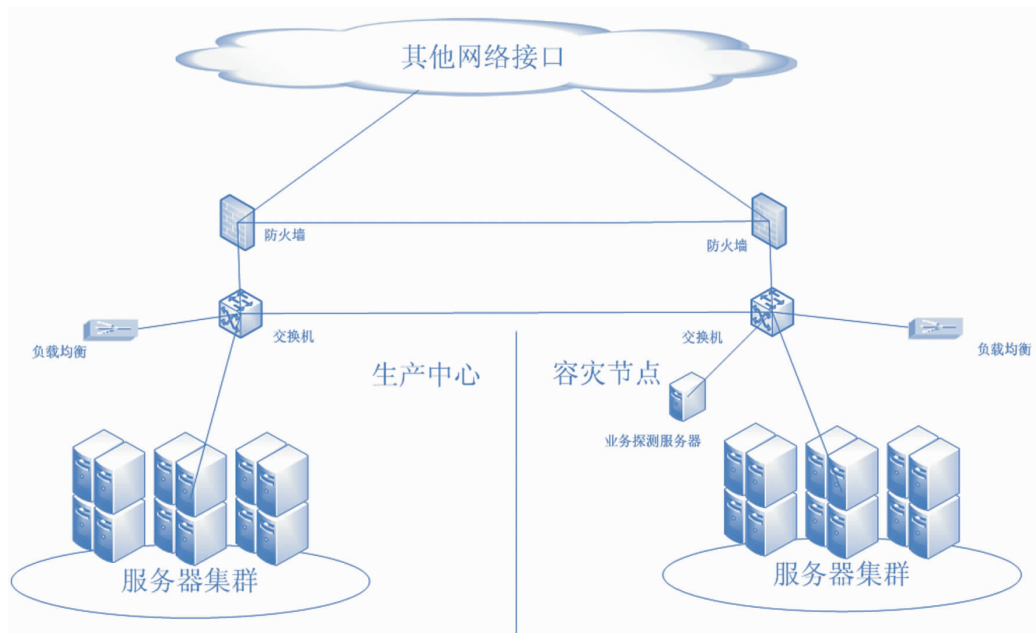 其他网络接口
防火墙
防火墙
交换机
交换机
负载均衡
负载均衡
生产中心
容灾节点
业务探测服务器
服务器集群
服务器集群